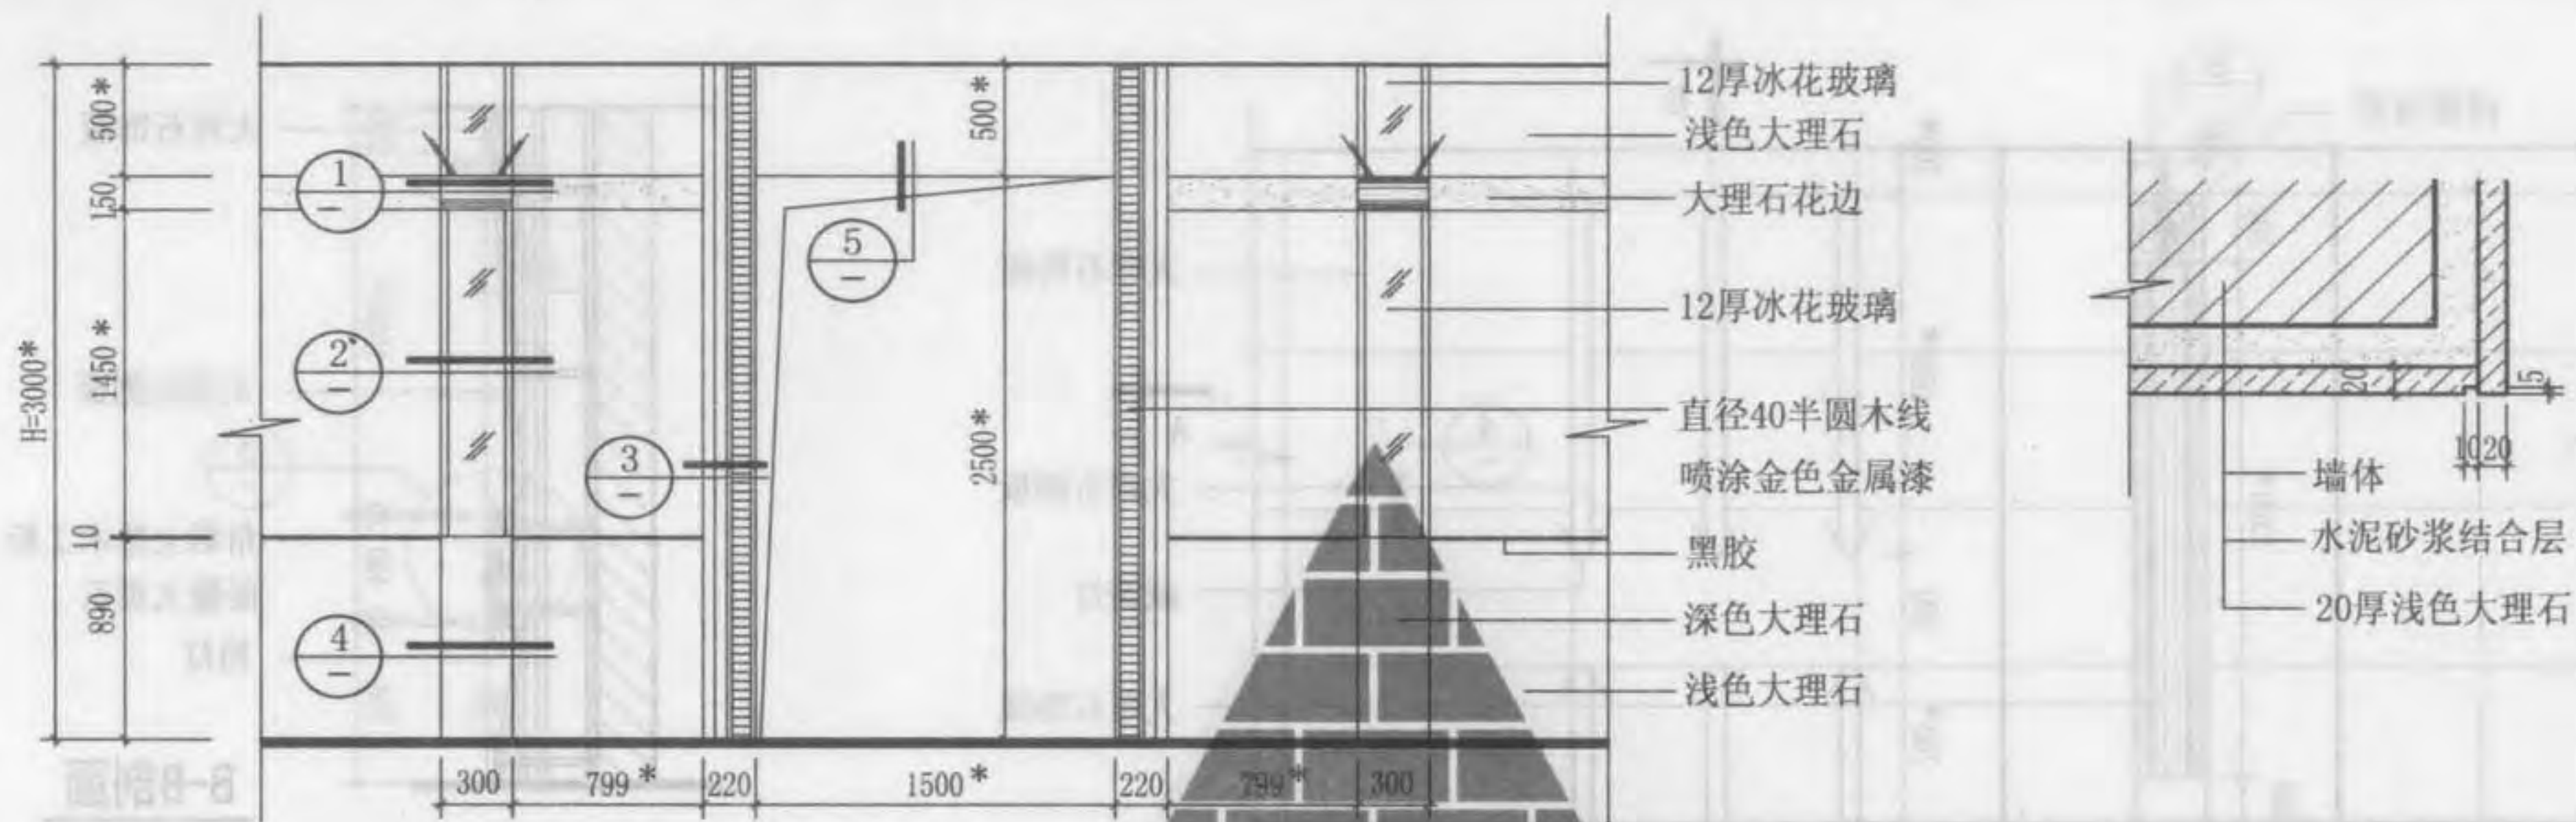 H=3000*
500*
150
1450*
10
890
1
—
2
—
3
—
4
—
5
—
500*
2500*
300
799*
220
1500*
220
799*
300
12厚冰花玻璃
浅色大理石
大理石花边
12厚冰花玻璃
直径40半圆木线
喷涂金色金属漆
黑胶
深色大理石
浅色大理石
20
5
10
20
墙体
水泥砂浆结合层
20厚浅色大理石
B-B剖面